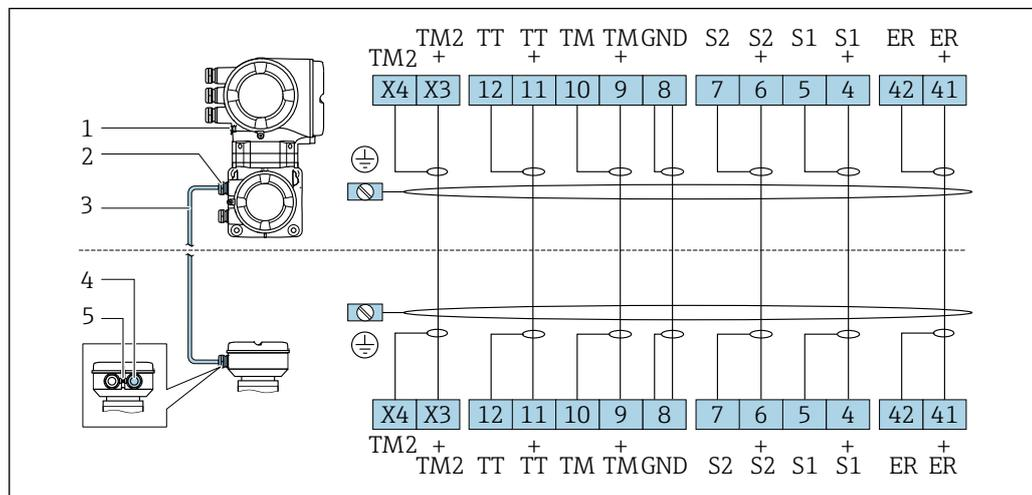 TM2 TT TT TM TM GND S2 S2 S1 S1 ER ER
TM2 + + + + + +
X4 X3 12 11 10 9 8 7 6 5 4 42 41
1
2
3
4
5
X4 X3 12 11 10 9 8 7 6 5 4 42 41
TM2 + + + + + +
TM2 TT TT TM TM GND S2 S2 S1 S1 ER ER